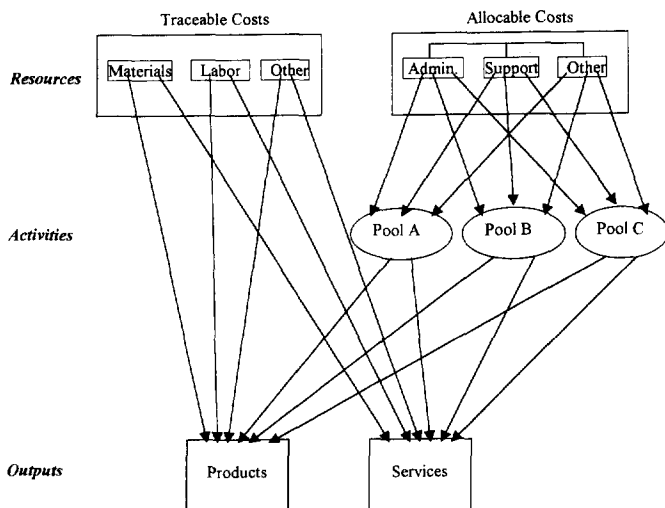 Traceable Costs
Allocable Costs
Resources
Materials
Labor
Other
Admin.
Support
Other
Activities
Pool A
Pool B
Pool C
Outputs
Products
Services